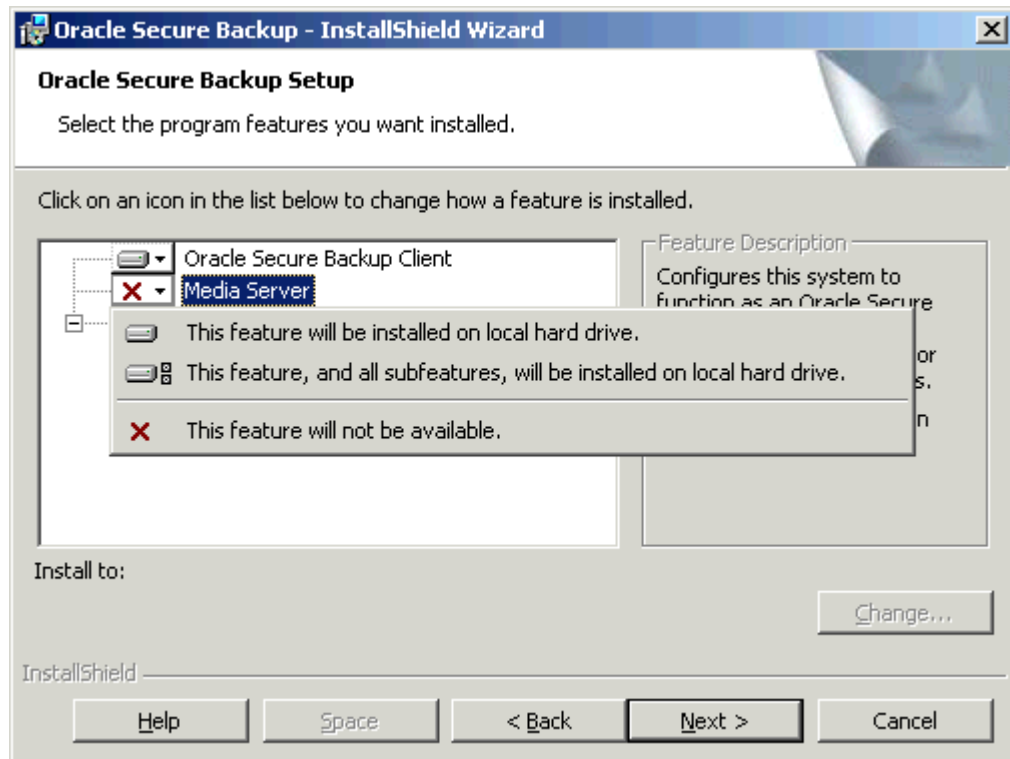 Oracle Secure Backup - InstallShield Wizard
Oracle Secure Backup Setup
Select the program features you want installed.
Click on an icon in the list below to change how a feature is installed.
Oracle Secure Backup Client
Media Server
Feature Description
Configures this system to
function as an Oracle Secure
or
s.
n
This feature will be installed on local hard drive.
This feature, and all subfeatures, will be installed on local hard drive.
This feature will not be available.
Install to:
Change...
InstallShield
Help
Space
< Back
Next >
Cancel